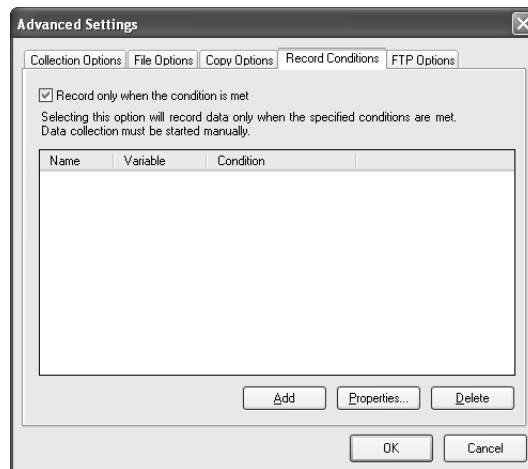 Advanced Settings
Collection Options File Options Copy Options Record Conditions FTP Options
Record only when the condition is met
Selecting this option will record data only when the specified conditions are met.
Data collection must be started manually.
Name Variable Condition
Add Properties... Delete
OK Cancel